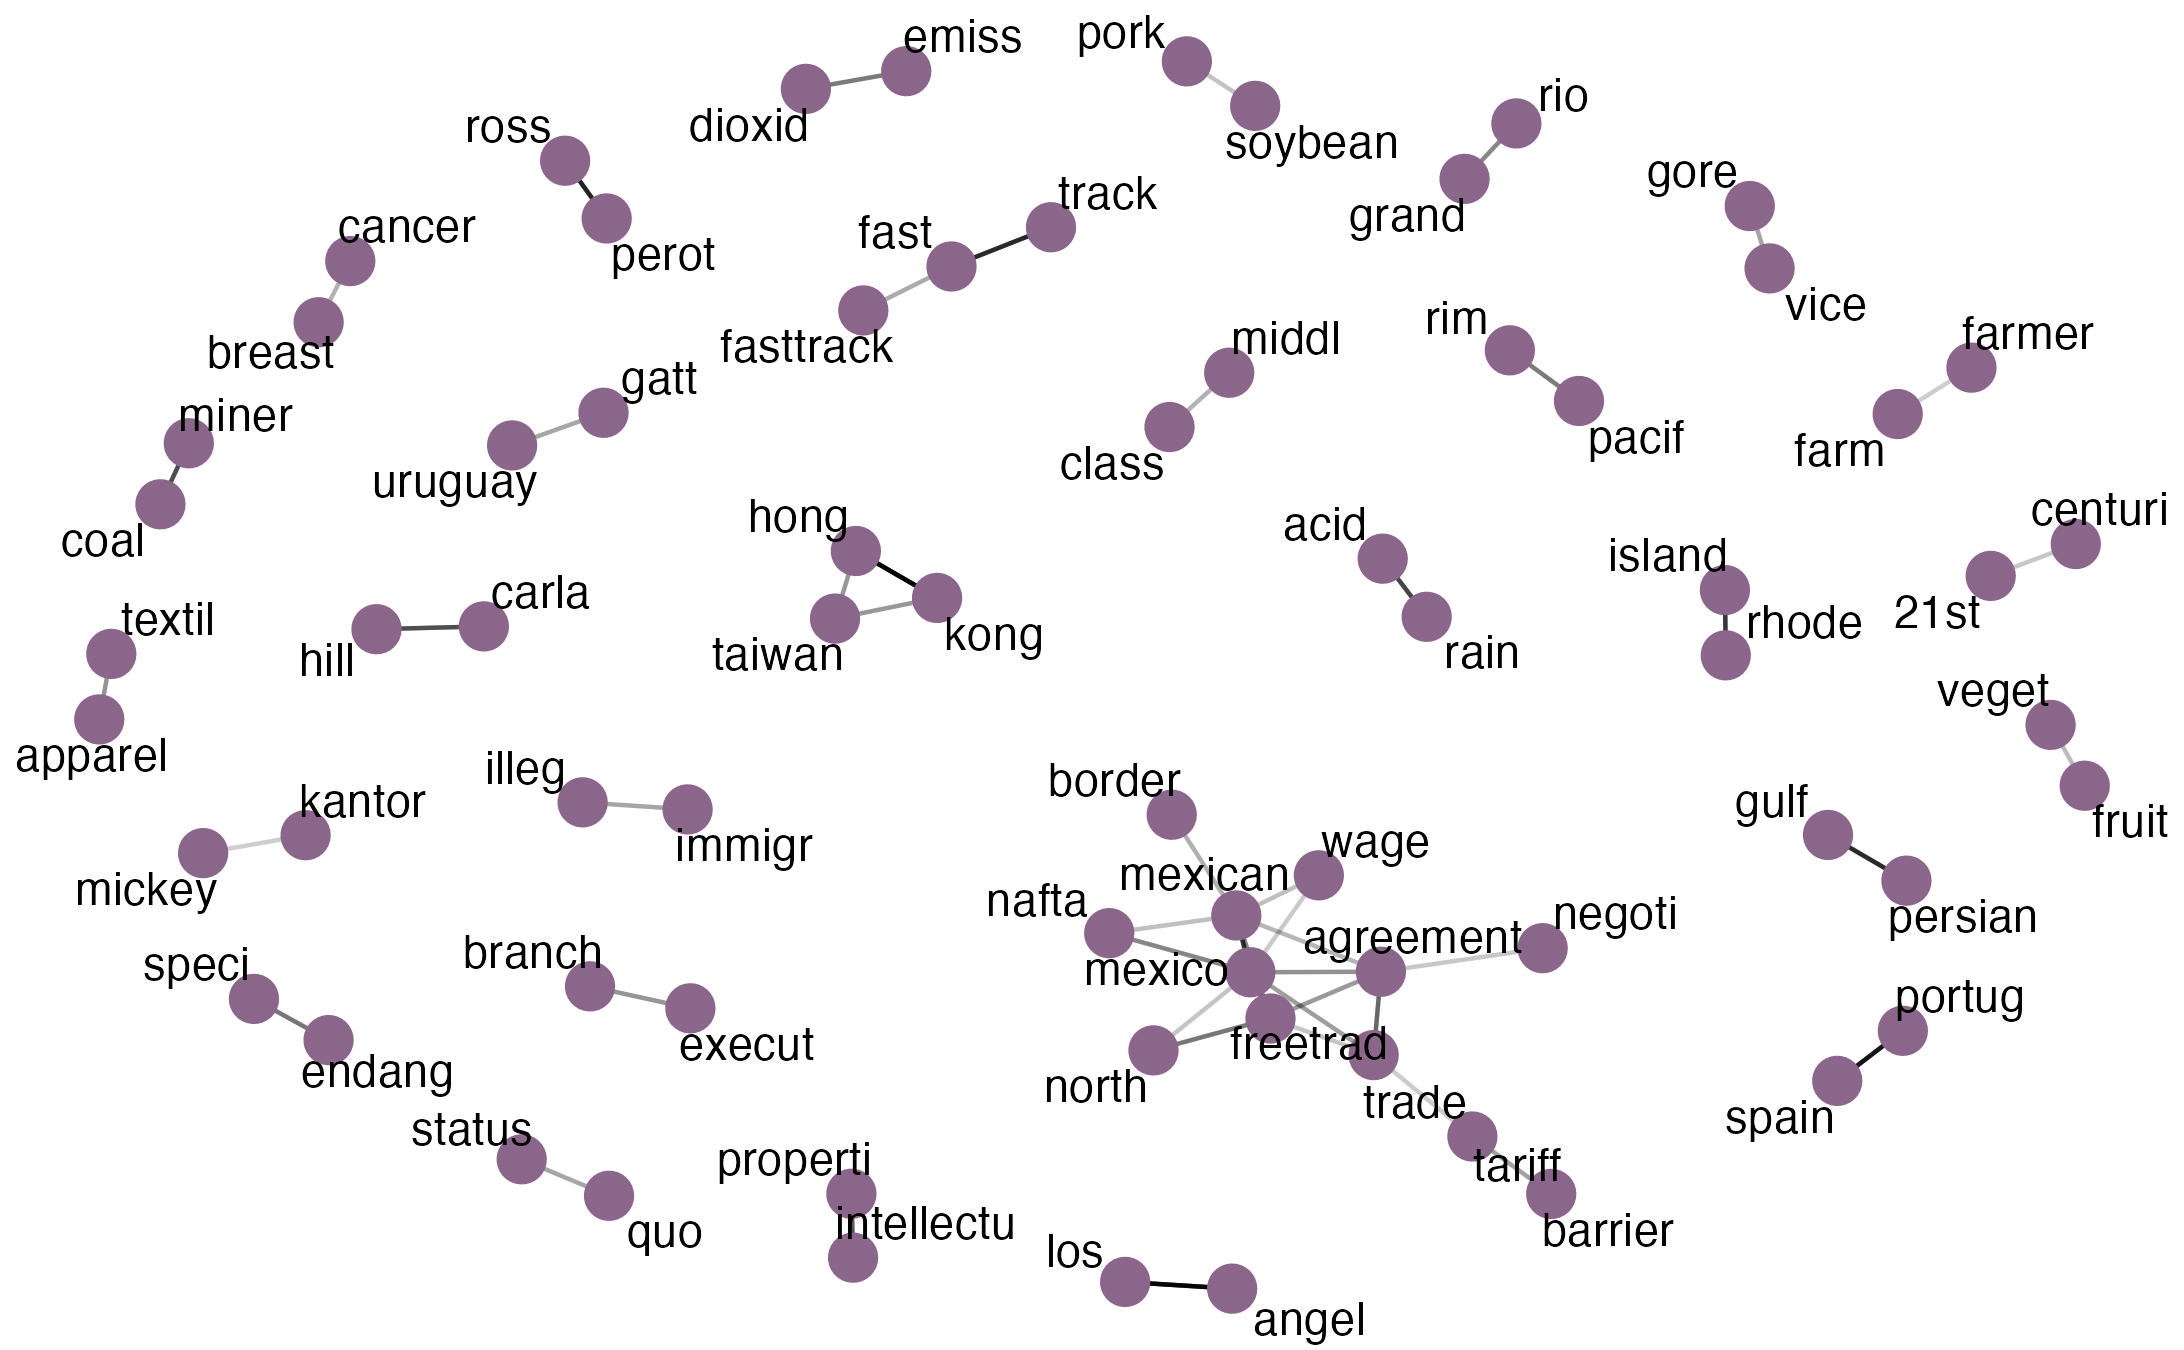 emiss
pork
dioxid
soybean
rio
grand
ross
perot
cancer
breast
track
fast
fasttrack
gore
vice
middl
class
rim
pacif
farmer
farm
miner
coal
gatt
uruguay
hong
kong
taiwan
acid
rain
island
rhode
centuri
21st
textil
apparel
carla
hill
veget
fruit
illeg
immigr
kantor
mickey
border
wage
mexican
nafta
agreement
negoti
mexico
freetrad
north
trade
tariff
barrier
gulf
persian
portug
spain
speci
endang
branch
execut
status
quo
properti
intellectu
los
angel